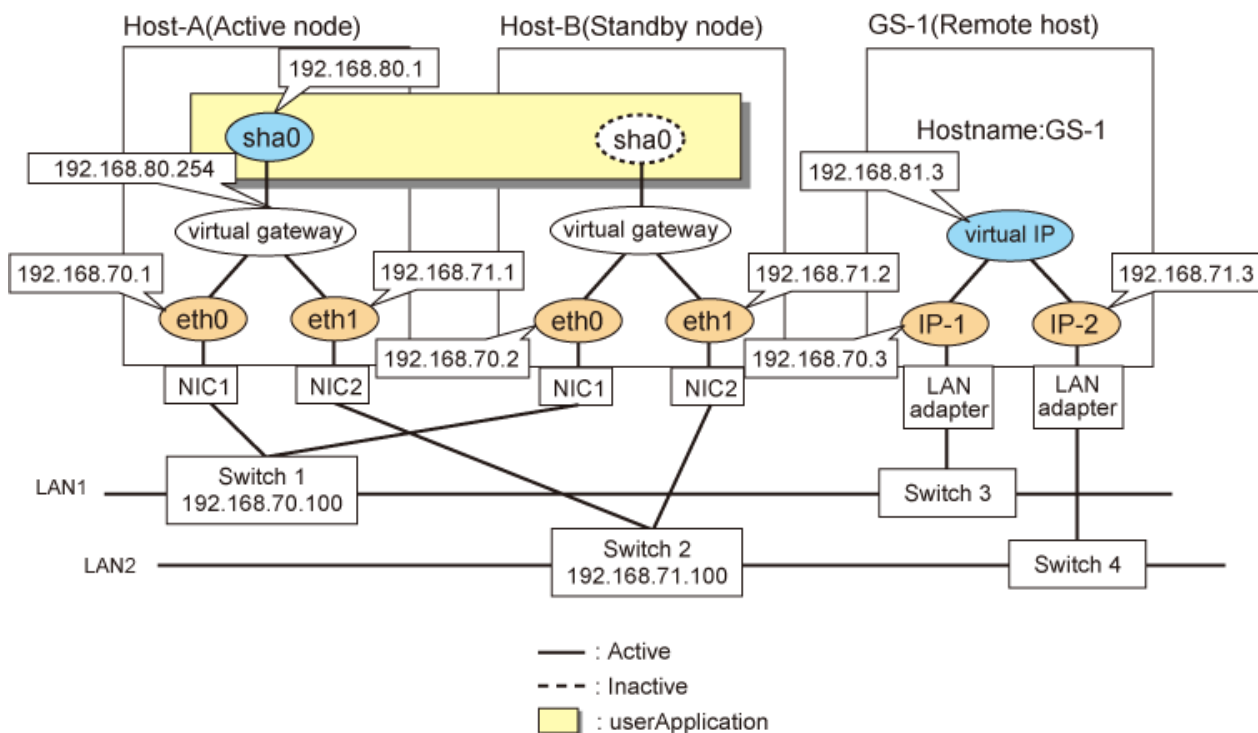 Host-A(Active node)
Host-B(Standby node)
GS-1(Remote host)
192.168.80.1
sha0
sha0
Hostname:GS-1
192.168.80.254
192.168.81.3
virtual gateway
virtual gateway
virtual IP
192.168.70.1
192.168.71.1
192.168.71.2
192.168.71.3
eth0
eth1
eth0
eth1
IP-1
IP-2
192.168.70.2
192.168.70.3
NIC1
NIC2
NIC1
NIC2
LAN
adapter
LAN
adapter
LAN1
Switch 1
192.168.70.100
Switch 3
LAN2
Switch 2
192.168.71.100
Switch 4
: Active
: Inactive
: userApplication